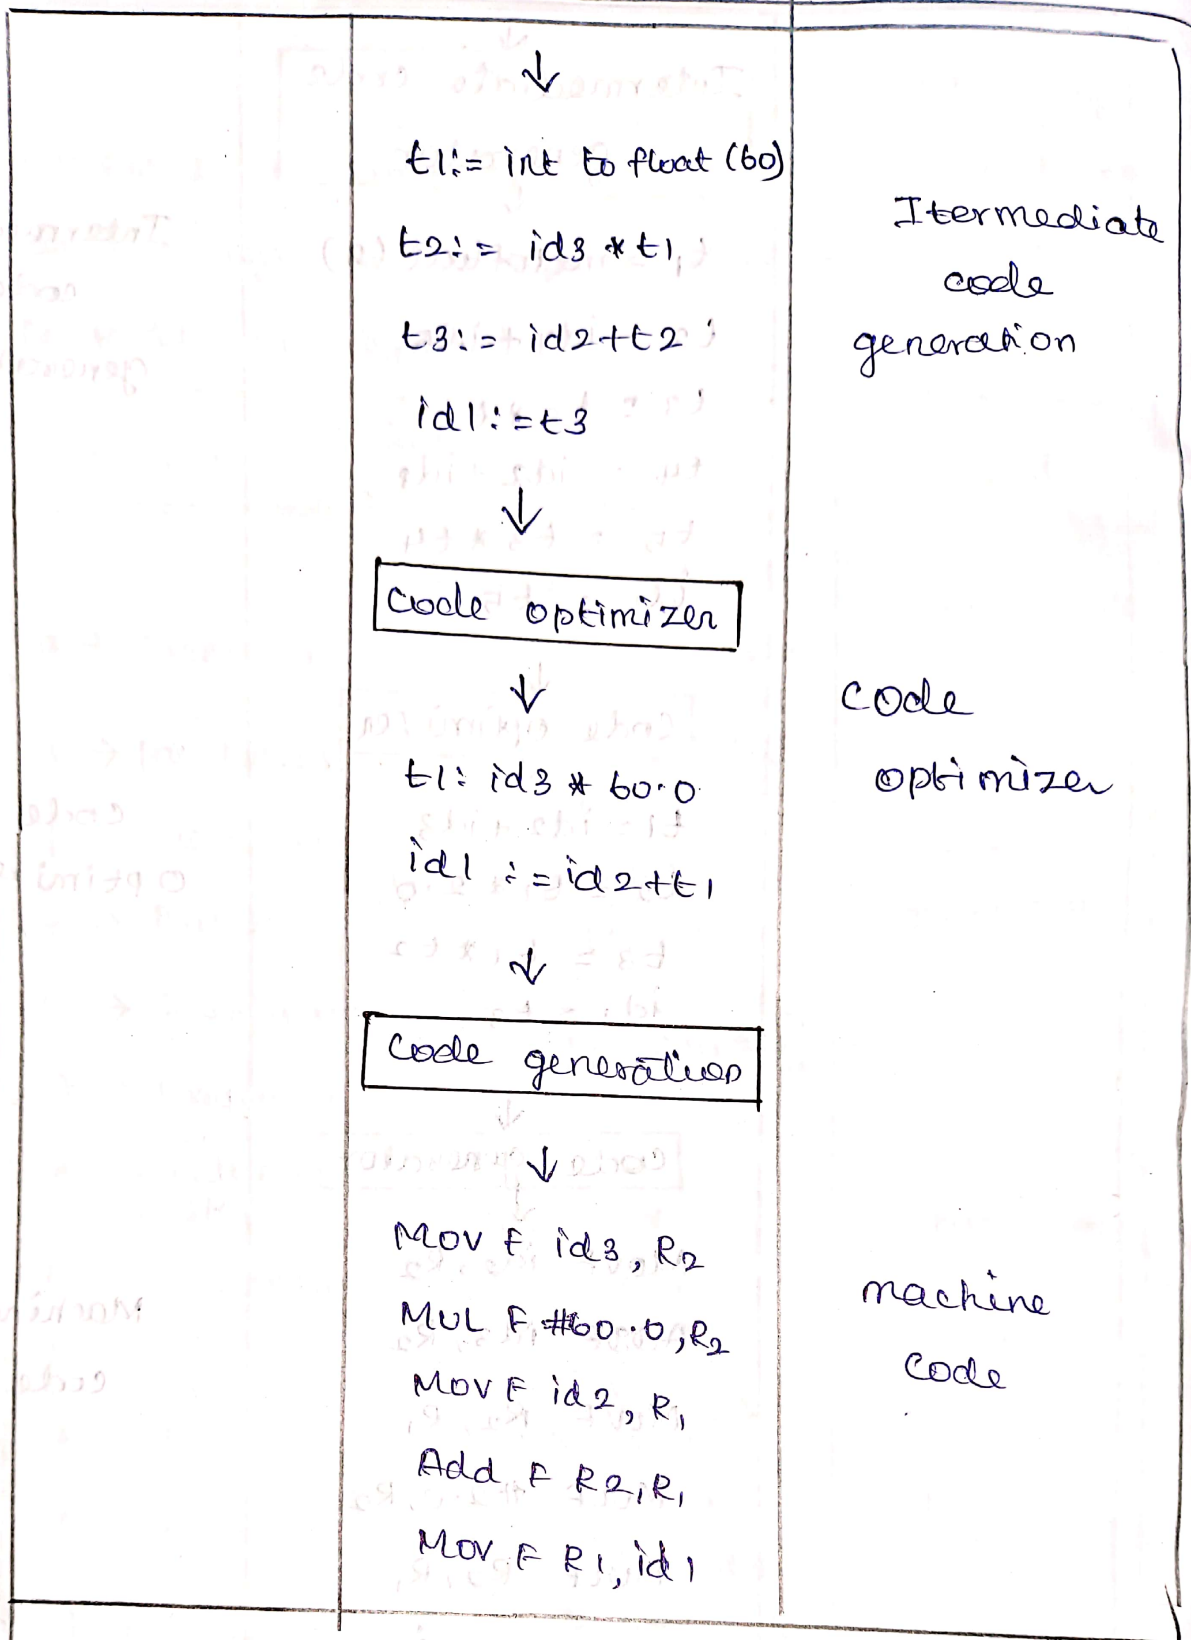 ↓
t1:= int to float (60)
t2:= id3 * t1
t3:= id2+t2
id1:=t3
Itermediate
code
generation
↓
code optimizer
↓
t1: id3 * 60.0
id1 := id2+t1
code
optimizer
↓
code generation
↓
MOV F id3, R2
MUL F #60.0, R2
MOV F id2, R1
Add F R2, R1
MOV F R1, id1
machine
code